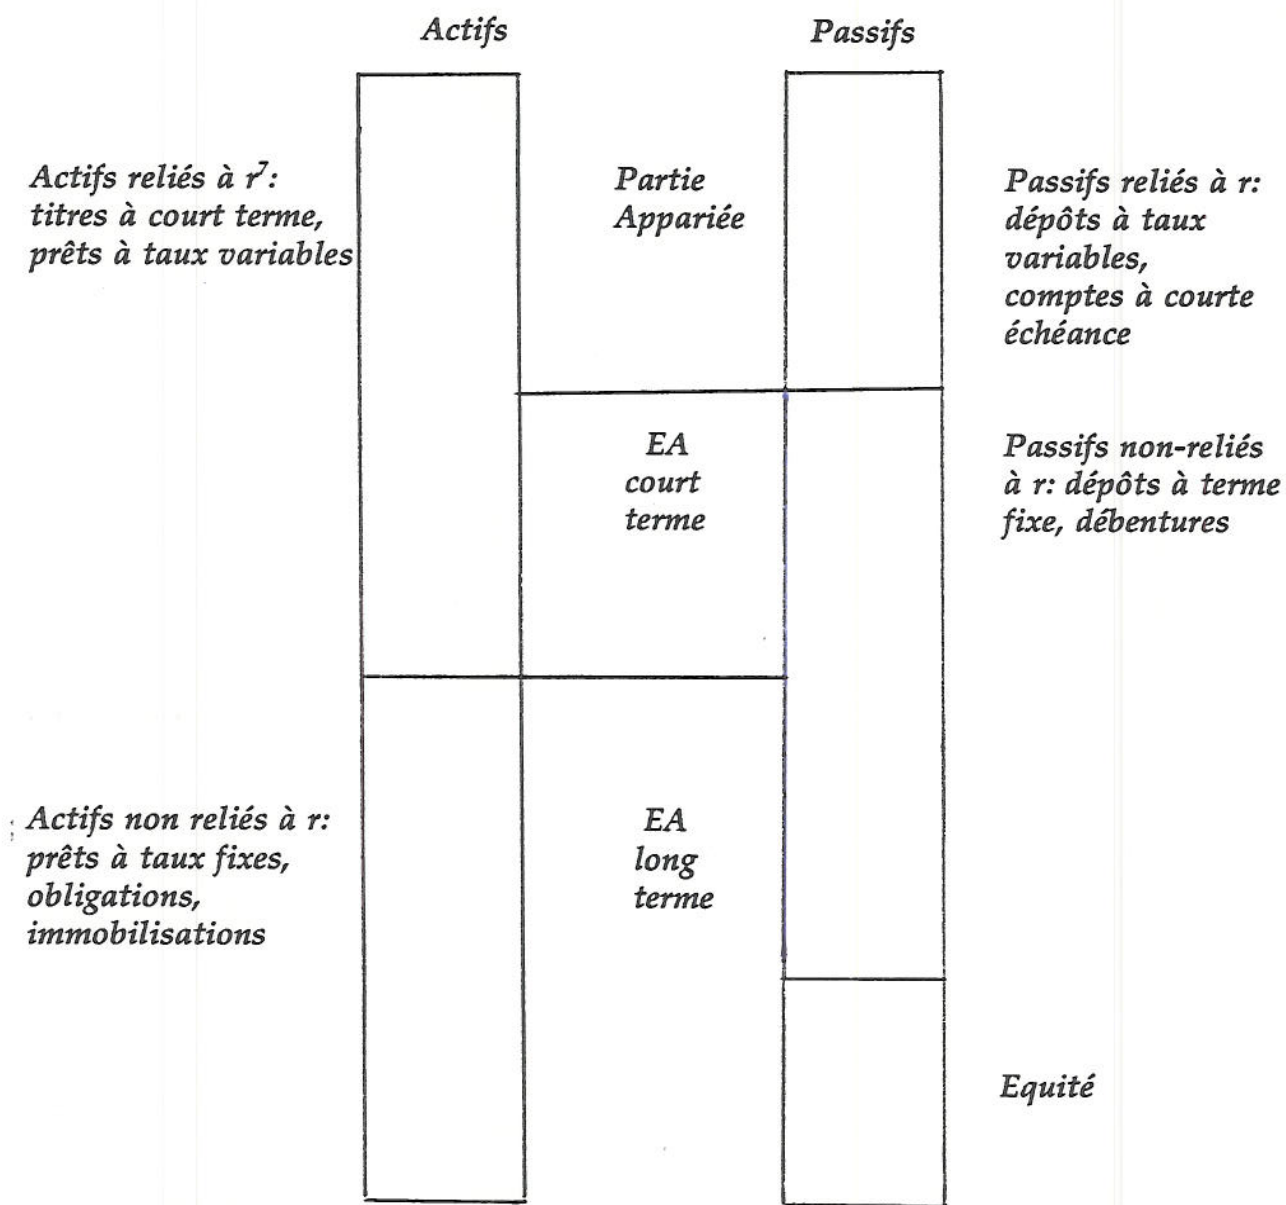 Actifs
Passifs
Actifs reliés à r⁷:
titres à court terme,
prêts à taux variables
Partie
Appariée
Passifs reliés à r:
dépôts à taux
variables,
comptes à courte
échéance
EA
court
terme
Passifs non-reliés
à r: dépôts à terme
fixe, débentures
Actifs non reliés à r:
prêts à taux fixes,
obligations,
immobilisations
EA
long
terme
Equité